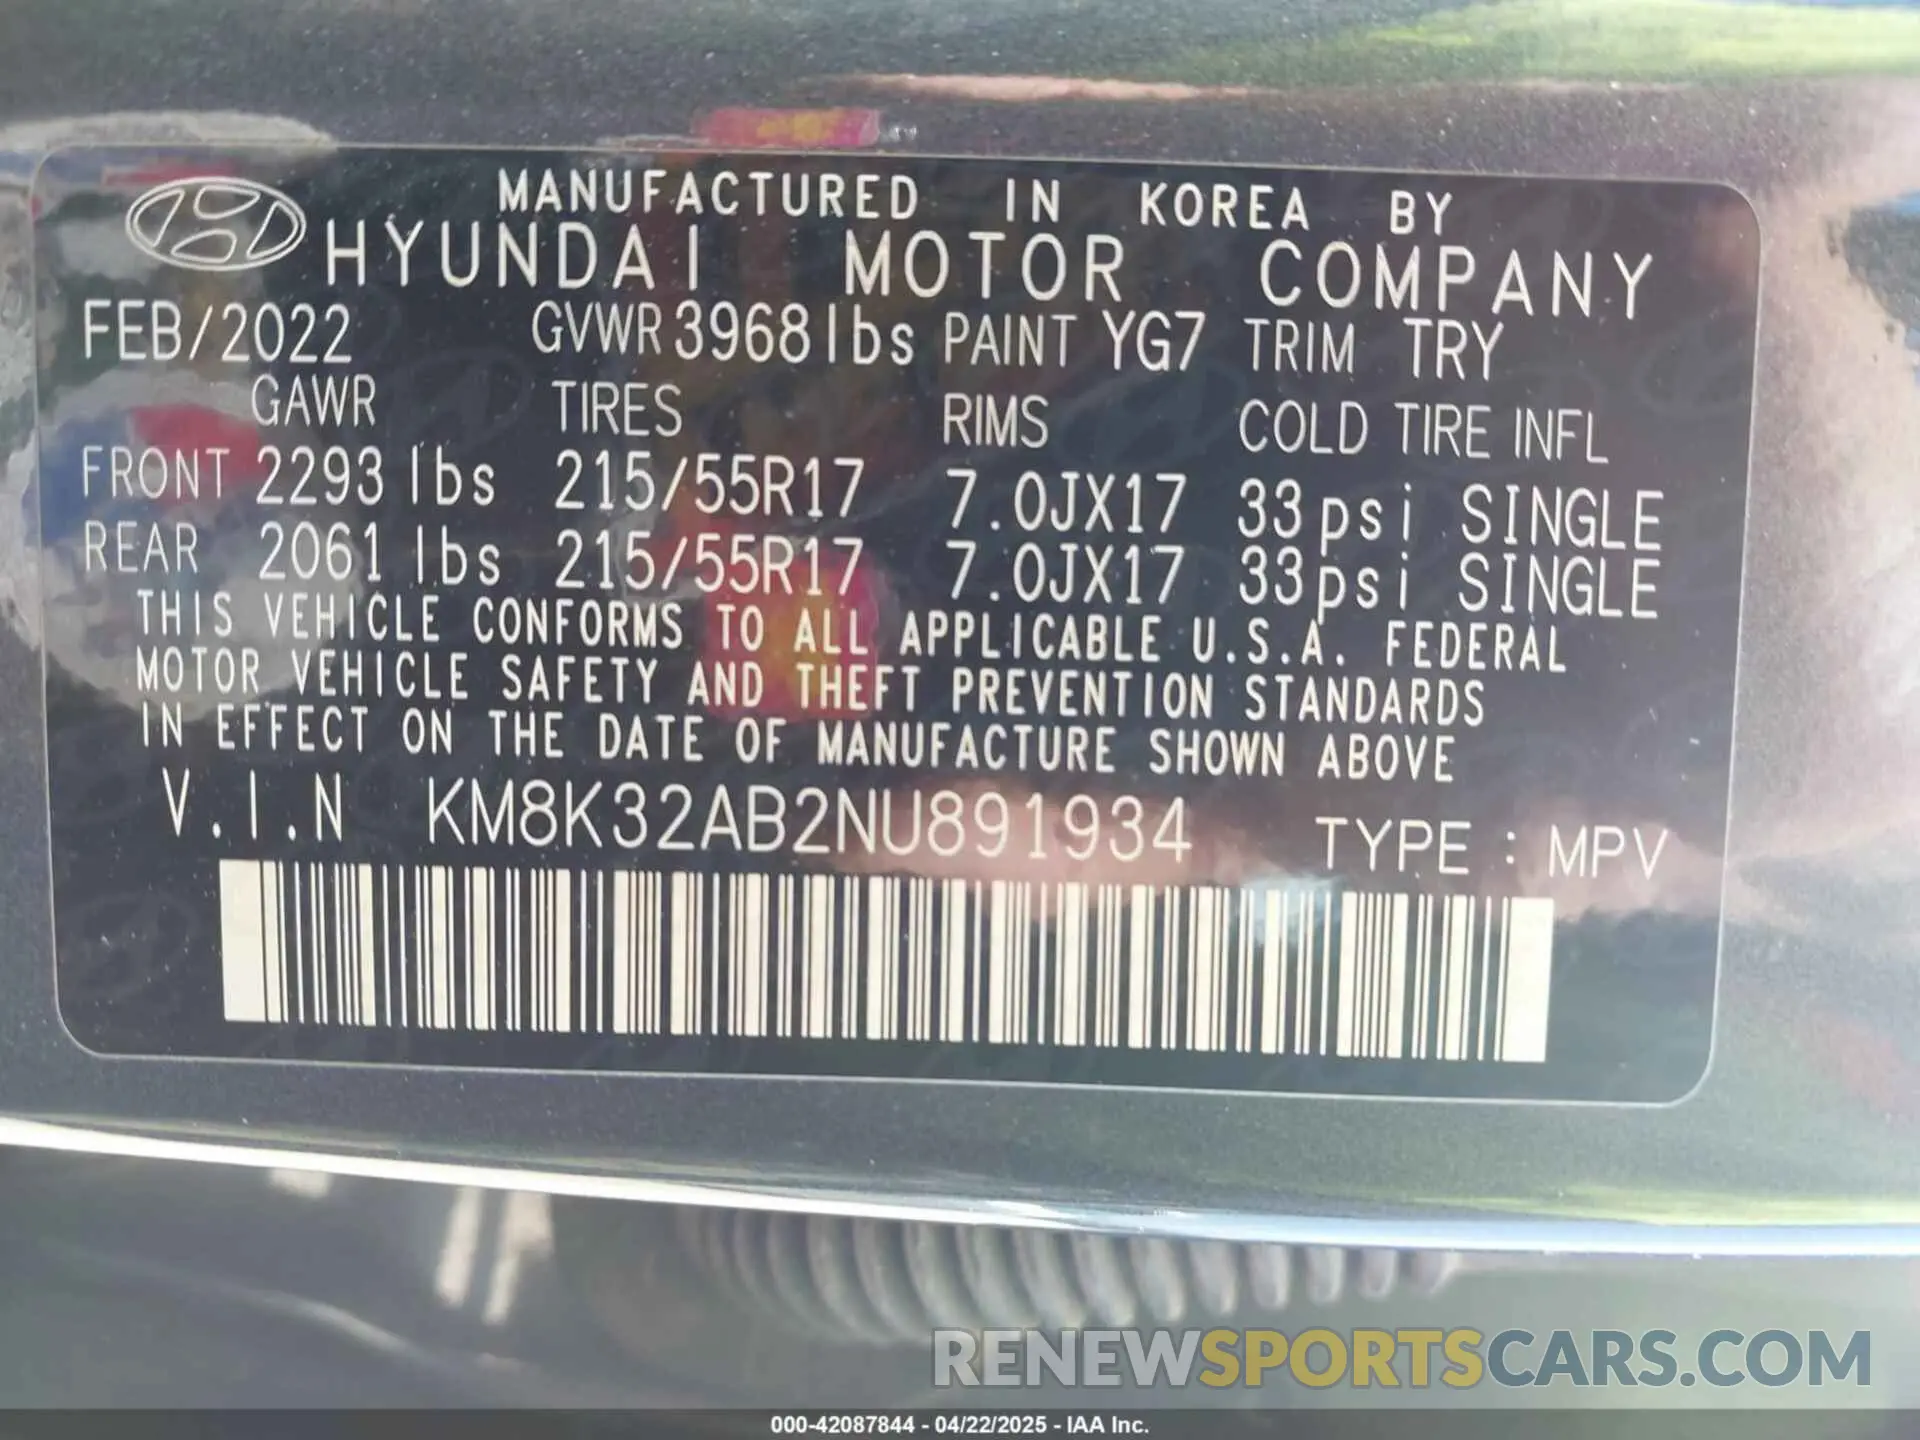 MANUFACTURED IN KOREA BY
HYUNDAI MOTOR COMPANY
FEB/2022 GVWR 3968 lbs PAINT YG7 TRIM TRY
GAWR TIRES RIMS COLD TIRE INFL
FRONT 2293 lbs 215/55R17 7.0JX17 33psi SINGLE
REAR 2061 lbs 215/55R17 7.0JX17 33psi SINGLE
THIS VEHICLE CONFORMS TO ALL APPLICABLE U.S.A. FEDERAL
MOTOR VEHICLE SAFETY AND THEFT PREVENTION STANDARDS
IN EFFECT ON THE DATE OF MANUFACTURE SHOWN ABOVE
V.I.N KM8K32AB2NU891934 TYPE : MPV
RENEWSPORTSCARS.COM
000-42087844 - 04/22/2025 - IAA Inc.